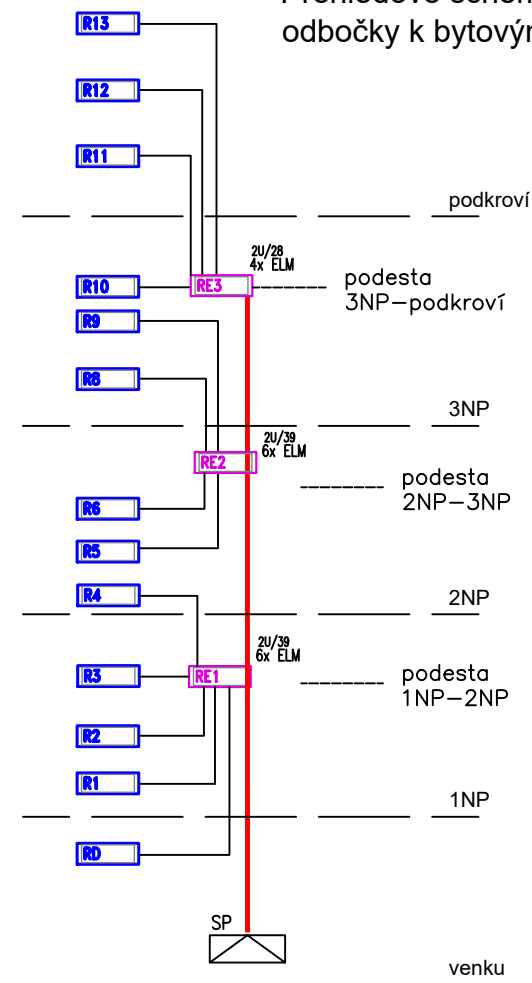 odbočky k bytovým
R13
R12
R11
podkroví
2U/28
4x ELM
R10
RE3
podesta
3NP–podkroví
R9
R8
3NP
2U/39
6x ELM
RE2
podesta
2NP–3NP
R6
R5
R4
2NP
2U/39
6x ELM
R3
RE1
podesta
1NP–2NP
R2
R1
1NP
RD
SP
venku